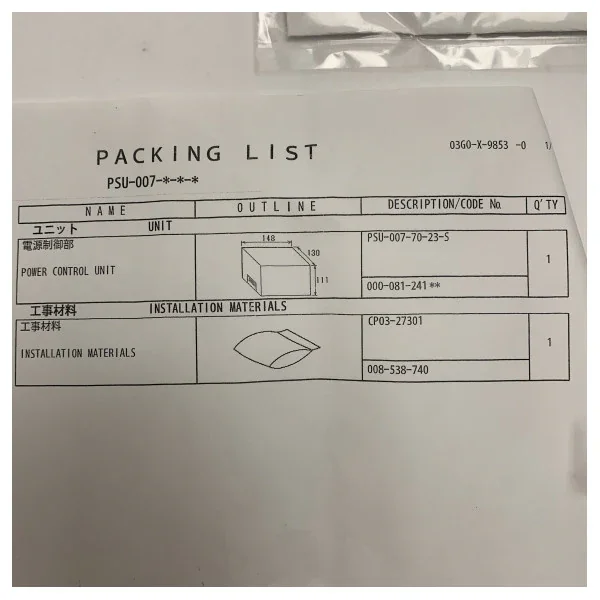 PACKING LIST
03G0-X-9853 -0 1/
PSU-007-*-*-*
NAME OUTLINE DESCRIPTION/CODE No. Q'TY
ユニット UNIT
電源制御部
POWER CONTROL UNIT
148
130
111
PSU-007-70-23-S
000-081-241**
1
工事材料 INSTALLATION MATERIALS
工事材料
INSTALLATION MATERIALS
CP03-27301
008-538-740
1